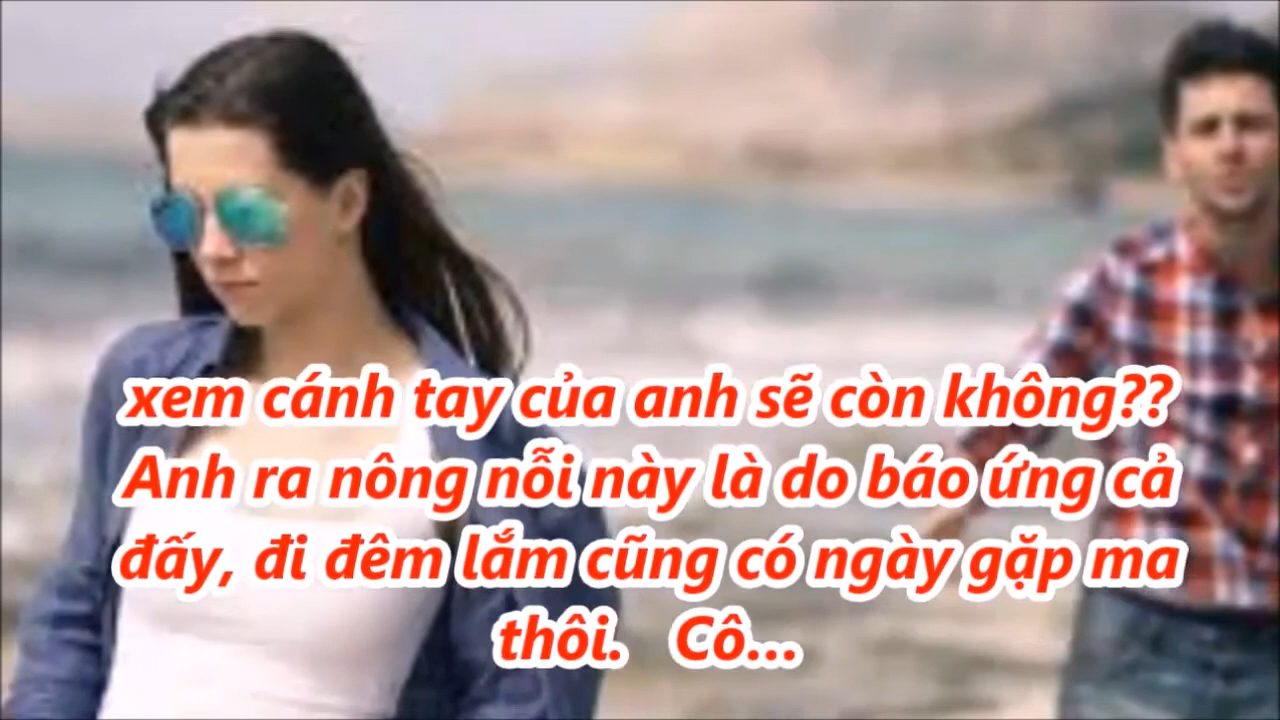 xem cánh tay của anh sẽ còn không??
Anh ra nông nỗi này là do báo ứng cả
đấy, đi đêm lắm cũng có ngày gặp ma
thôi. Cô...